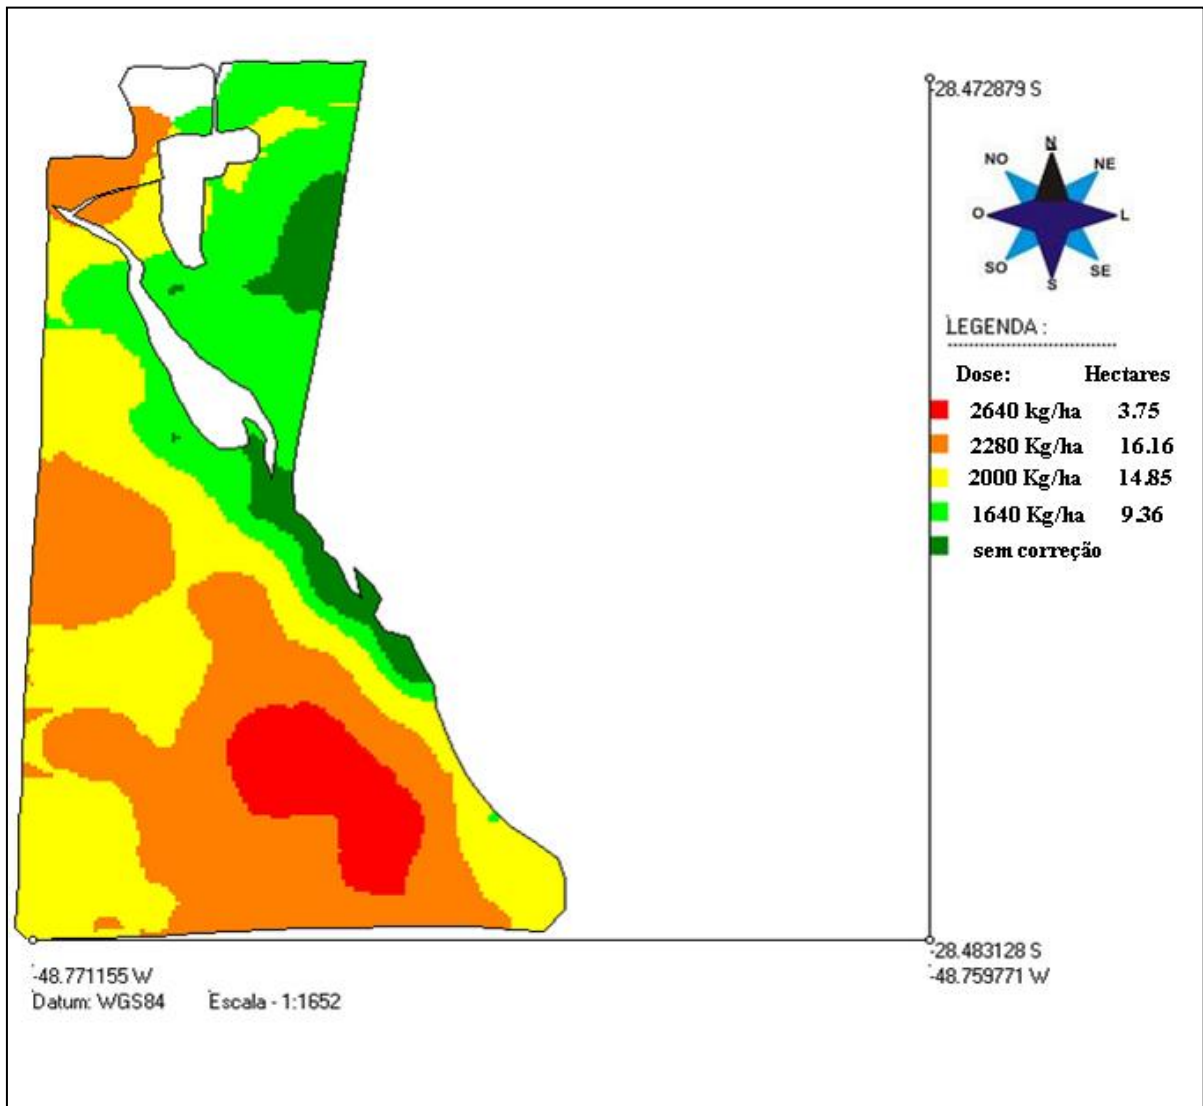 -28.472879 S
N
NO
NE
O
L
SO
SE
S
LEGENDA :
Dose: Hectares
2640 kg/ha 3.75
2280 Kg/ha 16.16
2000 Kg/ha 14.85
1640 Kg/ha 9.36
sem correção
-28.483128 S
-48.771155 W
-48.759771 W
Datum: WGS84 Escala - 1:1652